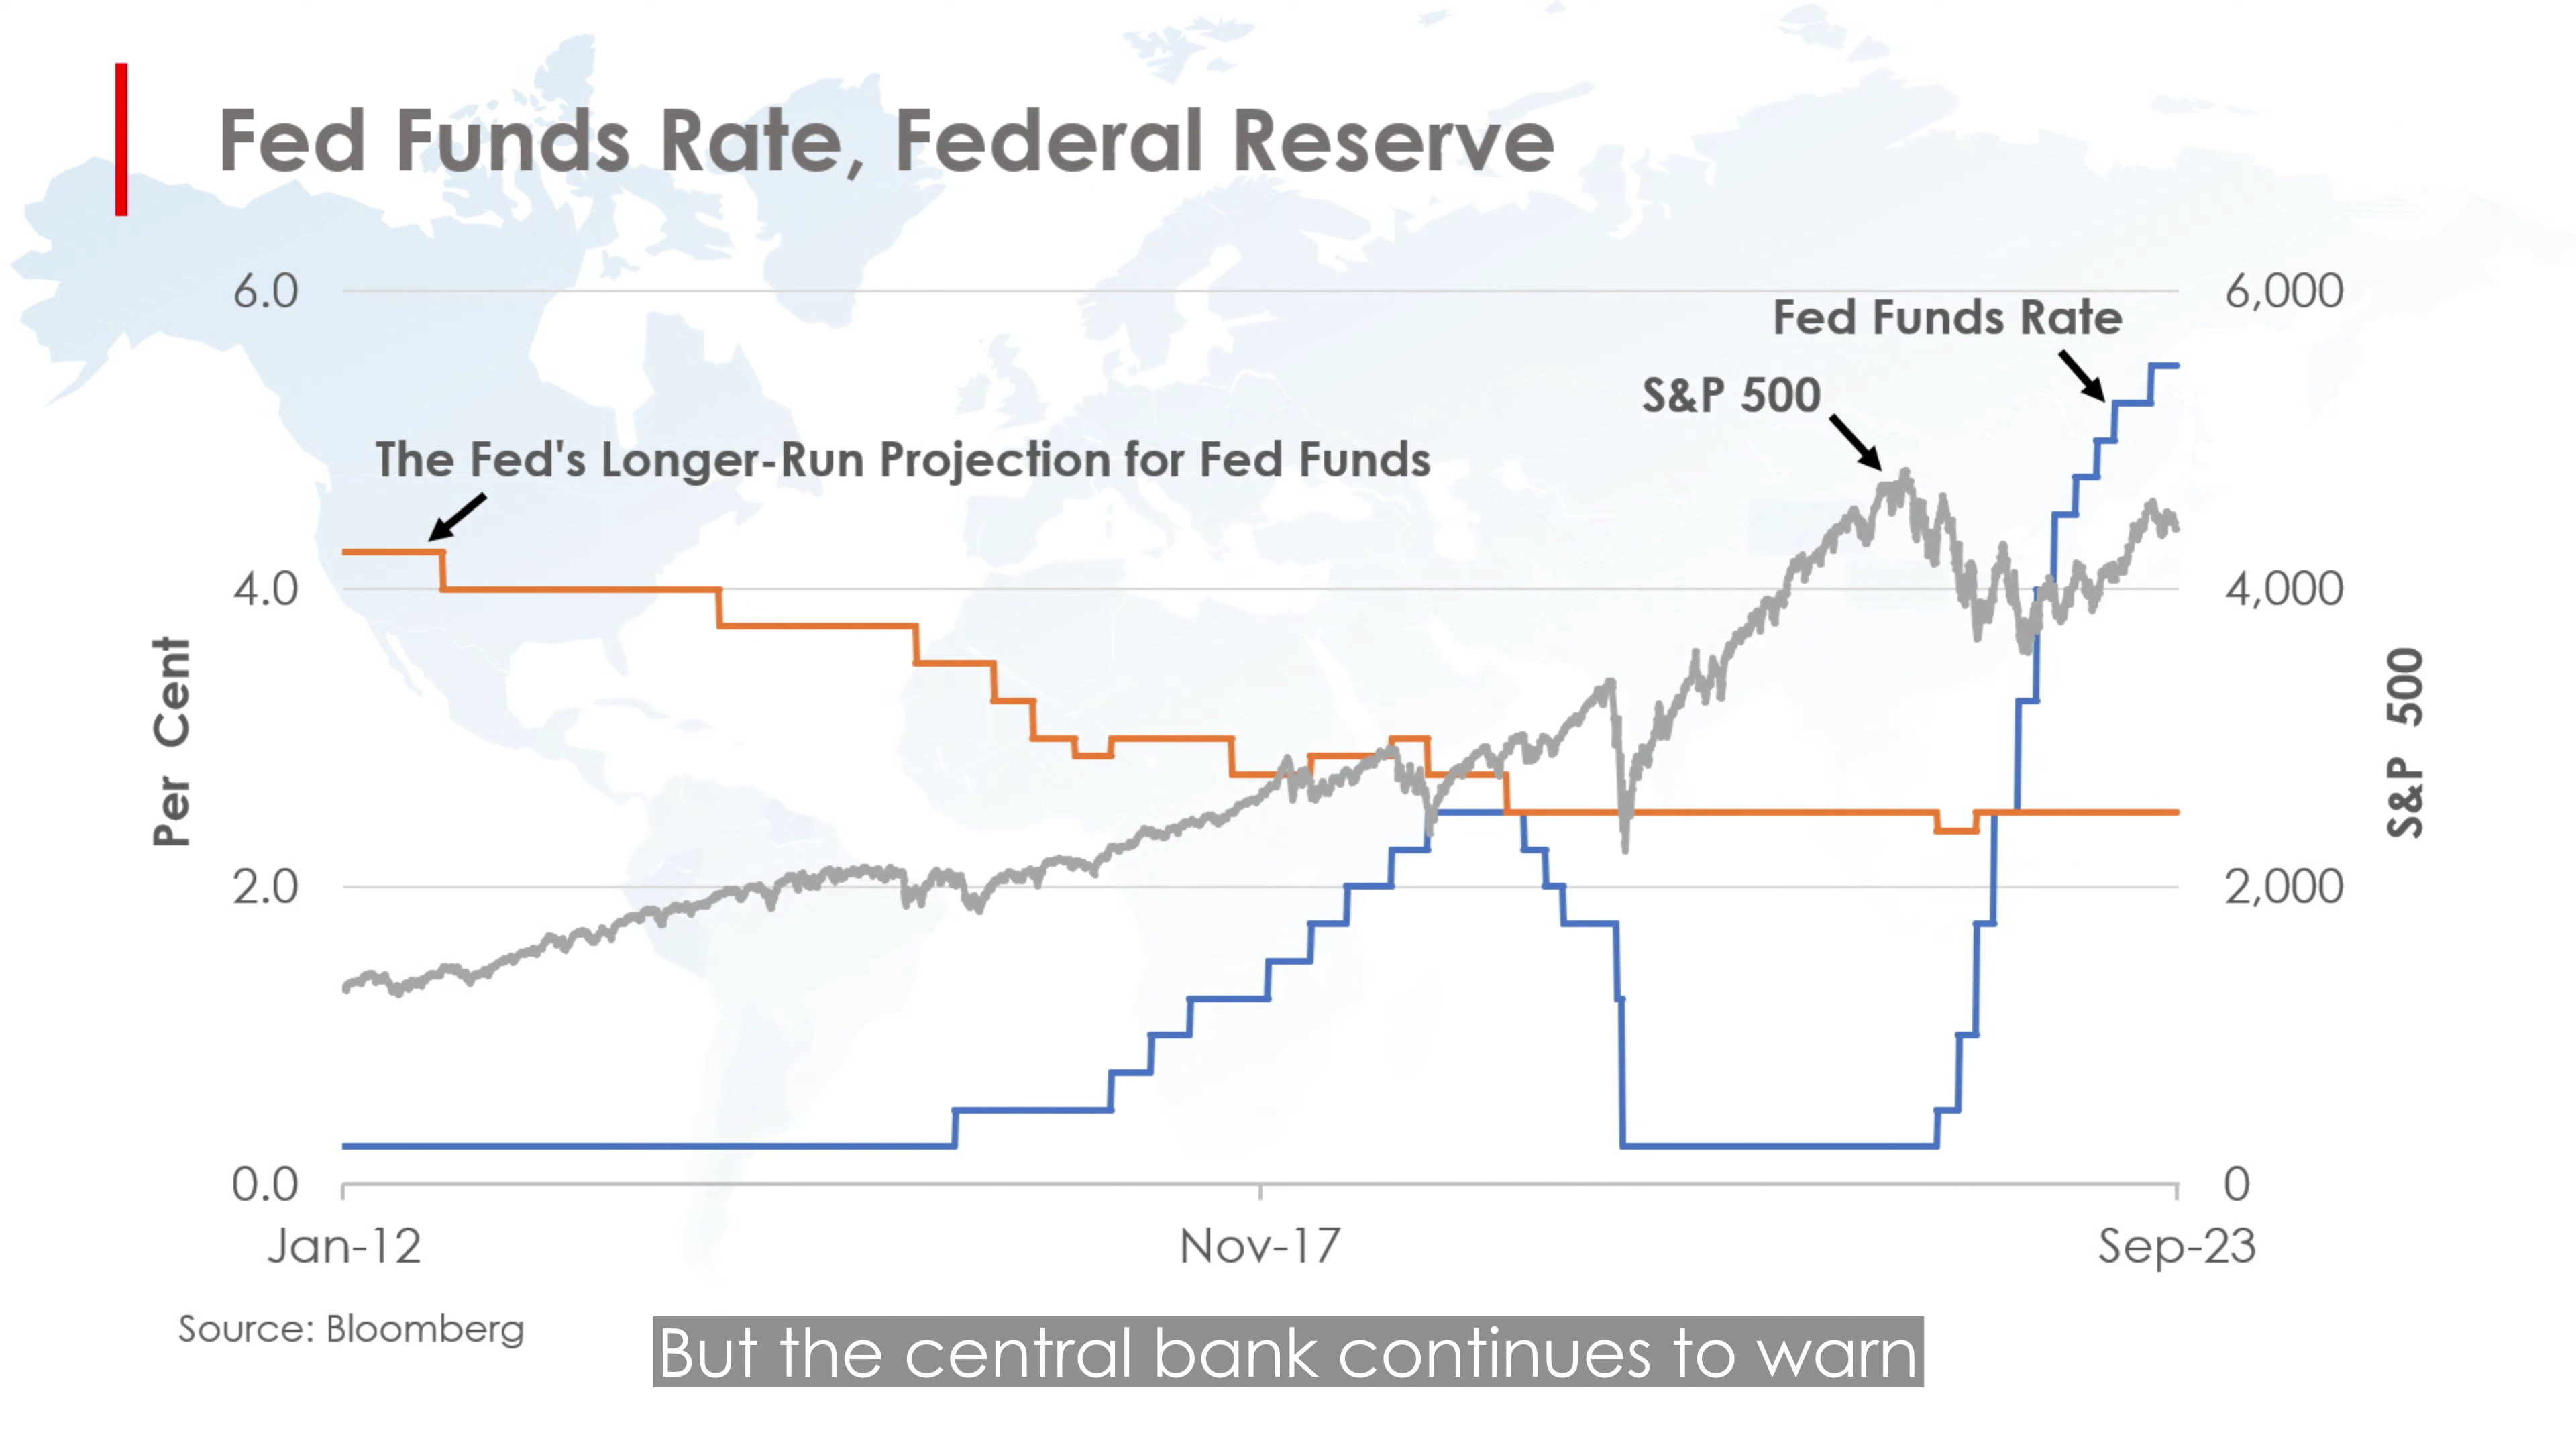 Fed Funds Rate, Federal Reserve
6.0
6,000
Fed Funds Rate
S&P 500
The Fed's Longer-Run Projection for Fed Funds
4.0
4,000
Per Cent
S&P 500
2.0
2,000
0.0
0
Jan-12
Nov-17
Sep-23
Source: Bloomberg
But the central bank continues to warn